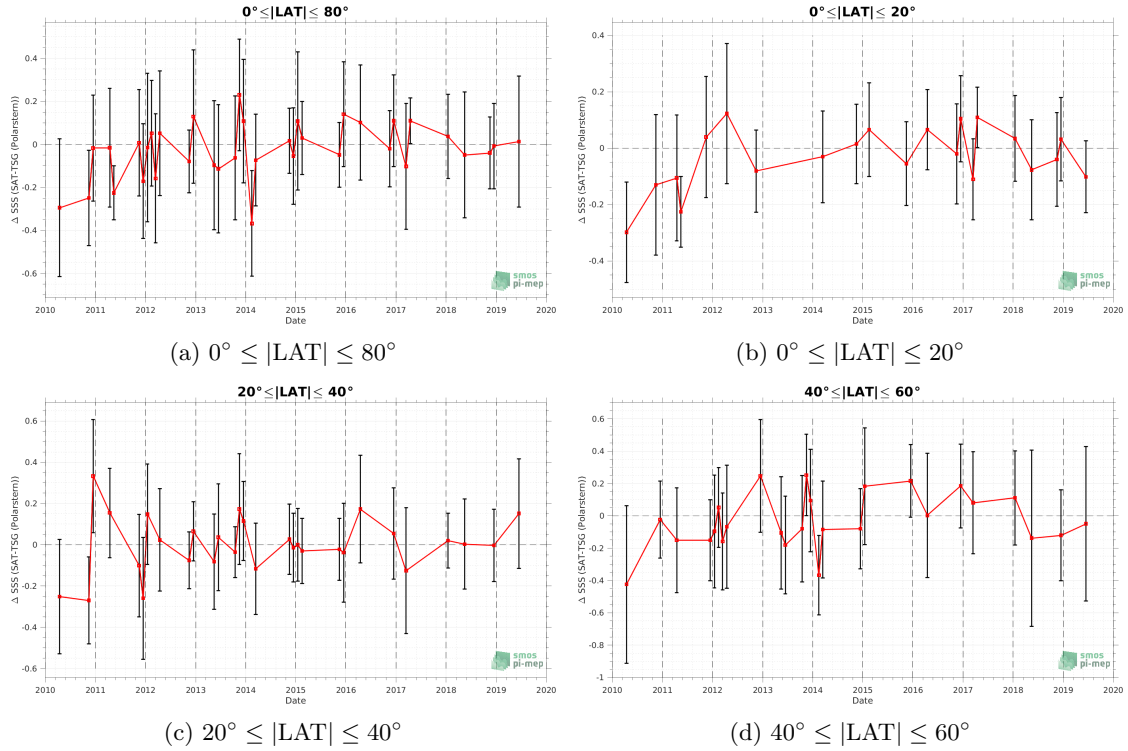 0°≤|LAT|≤ 80°
Δ SSS (SAT-TSG (Polarstern))
0.4
0.2
0
-0.2
-0.4
-0.6
2010 2011 2012 2013 2014 2015 2016 2017 2018 2019 2020
Date
smos
pi-mep
(a) 0° ≤ |LAT| ≤ 80°
0°≤|LAT|≤ 20°
Δ SSS (SAT-TSG (Polarstern))
0.4
0.2
0
-0.2
-0.4
2010 2011 2012 2013 2014 2015 2016 2017 2018 2019 2020
Date
smos
pi-mep
(b) 0° ≤ |LAT| ≤ 20°
20°≤|LAT|≤ 40°
Δ SSS (SAT-TSG (Polarstern))
0.6
0.4
0.2
0
-0.2
-0.4
-0.6
2010 2011 2012 2013 2014 2015 2016 2017 2018 2019 2020
Date
smos
pi-mep
(c) 20° ≤ |LAT| ≤ 40°
40°≤|LAT|≤ 60°
Δ SSS (SAT-TSG (Polarstern))
0.6
0.4
0.2
0
-0.2
-0.4
-0.6
-0.8
-1
2010 2011 2012 2013 2014 2015 2016 2017 2018 2019 2020
Date
smos
pi-mep
(d) 40° ≤ |LAT| ≤ 60°